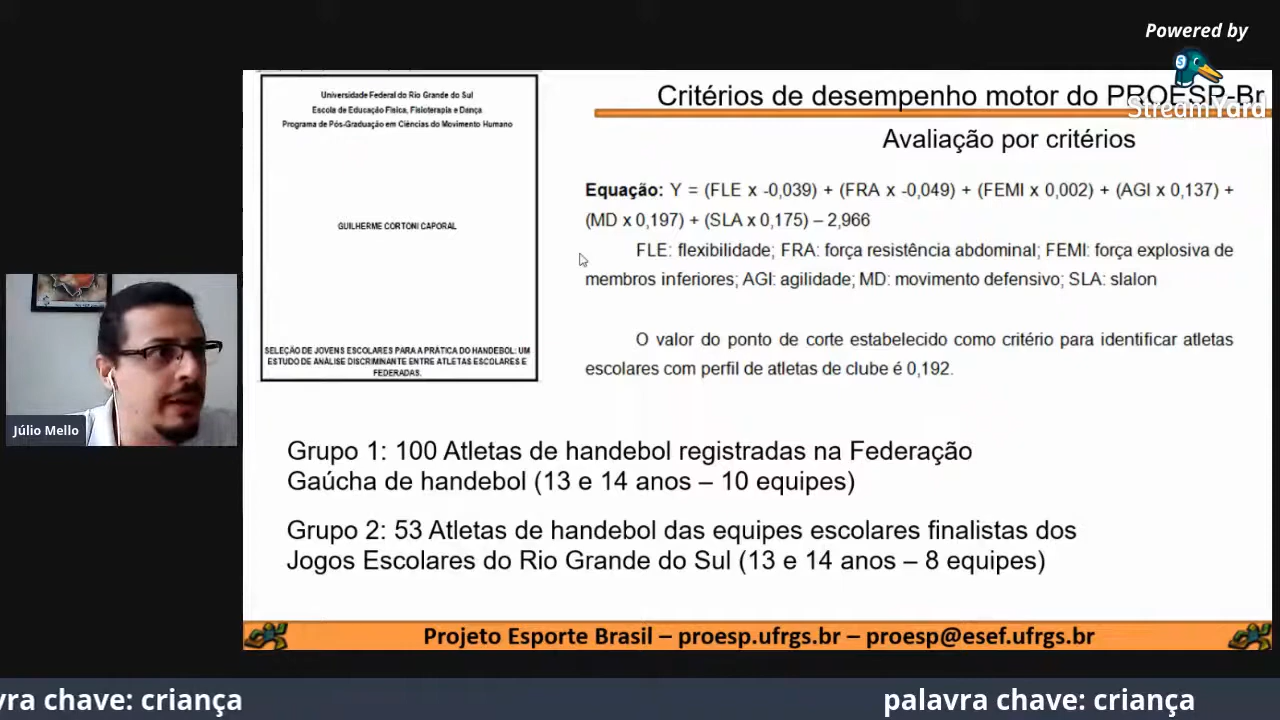 Powered by
StreamYard
Universidade Federal do Rio Grande do Sul
Escola de Educação Física, Fisioterapia e Dança
Programa de Pós-Graduação em Ciências do Movimento Humano
GUILHERME CORTONI CAPORAL
SELEÇÃO DE JOVENS ESCOLARES PARA A PRÁTICA DO HANDEBOL: UM
ESTUDO DE ANÁLISE DISCRIMINANTE ENTRE ATLETAS ESCOLARES E
FEDERADAS.
Critérios de desempenho motor do PROESP-Br
Avaliação por critérios
Equação: Y = (FLE x -0,039) + (FRA x -0,049) + (FEMI x 0,002) + (AGI x 0,137) +
(MD x 0,197) + (SLA x 0,175) – 2,966
FLE: flexibilidade; FRA: força resistência abdominal; FEMI: força explosiva de
membros inferiores; AGI: agilidade; MD: movimento defensivo; SLA: slalon
O valor do ponto de corte estabelecido como critério para identificar atletas
escolares com perfil de atletas de clube é 0,192.
Júlio Mello
Grupo 1: 100 Atletas de handebol registradas na Federação
Gaúcha de handebol (13 e 14 anos – 10 equipes)
Grupo 2: 53 Atletas de handebol das equipes escolares finalistas dos
Jogos Escolares do Rio Grande do Sul (13 e 14 anos – 8 equipes)
Projeto Esporte Brasil – proesp.ufrgs.br – proesp@esef.ufrgs.br
vra chave: criança
palavra chave: criança